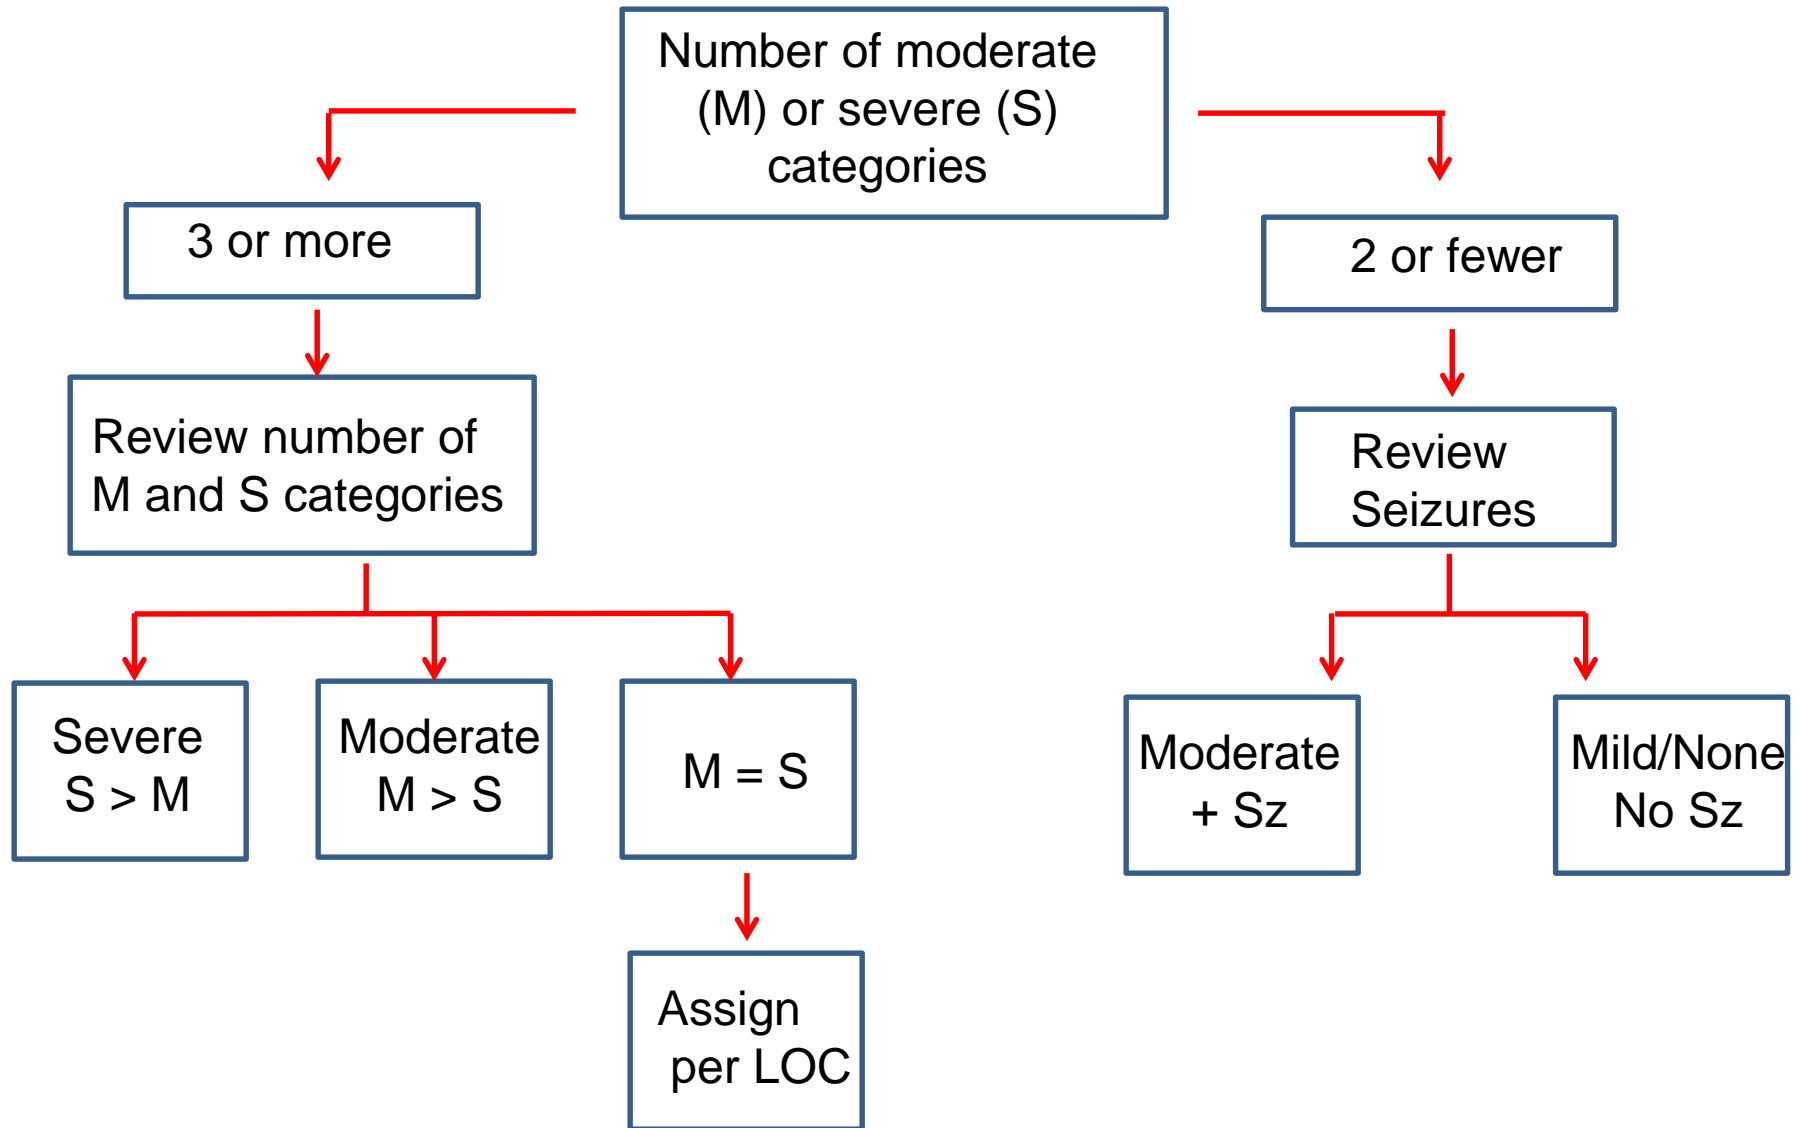 Number of moderate
(M) or severe (S)
categories
3 or more
2 or fewer
Review number of
M and S categories
Review
Seizures
Severe
S > M
Moderate
M > S
M = S
Moderate
+ Sz
Mild/None
No Sz
Assign
per LOC